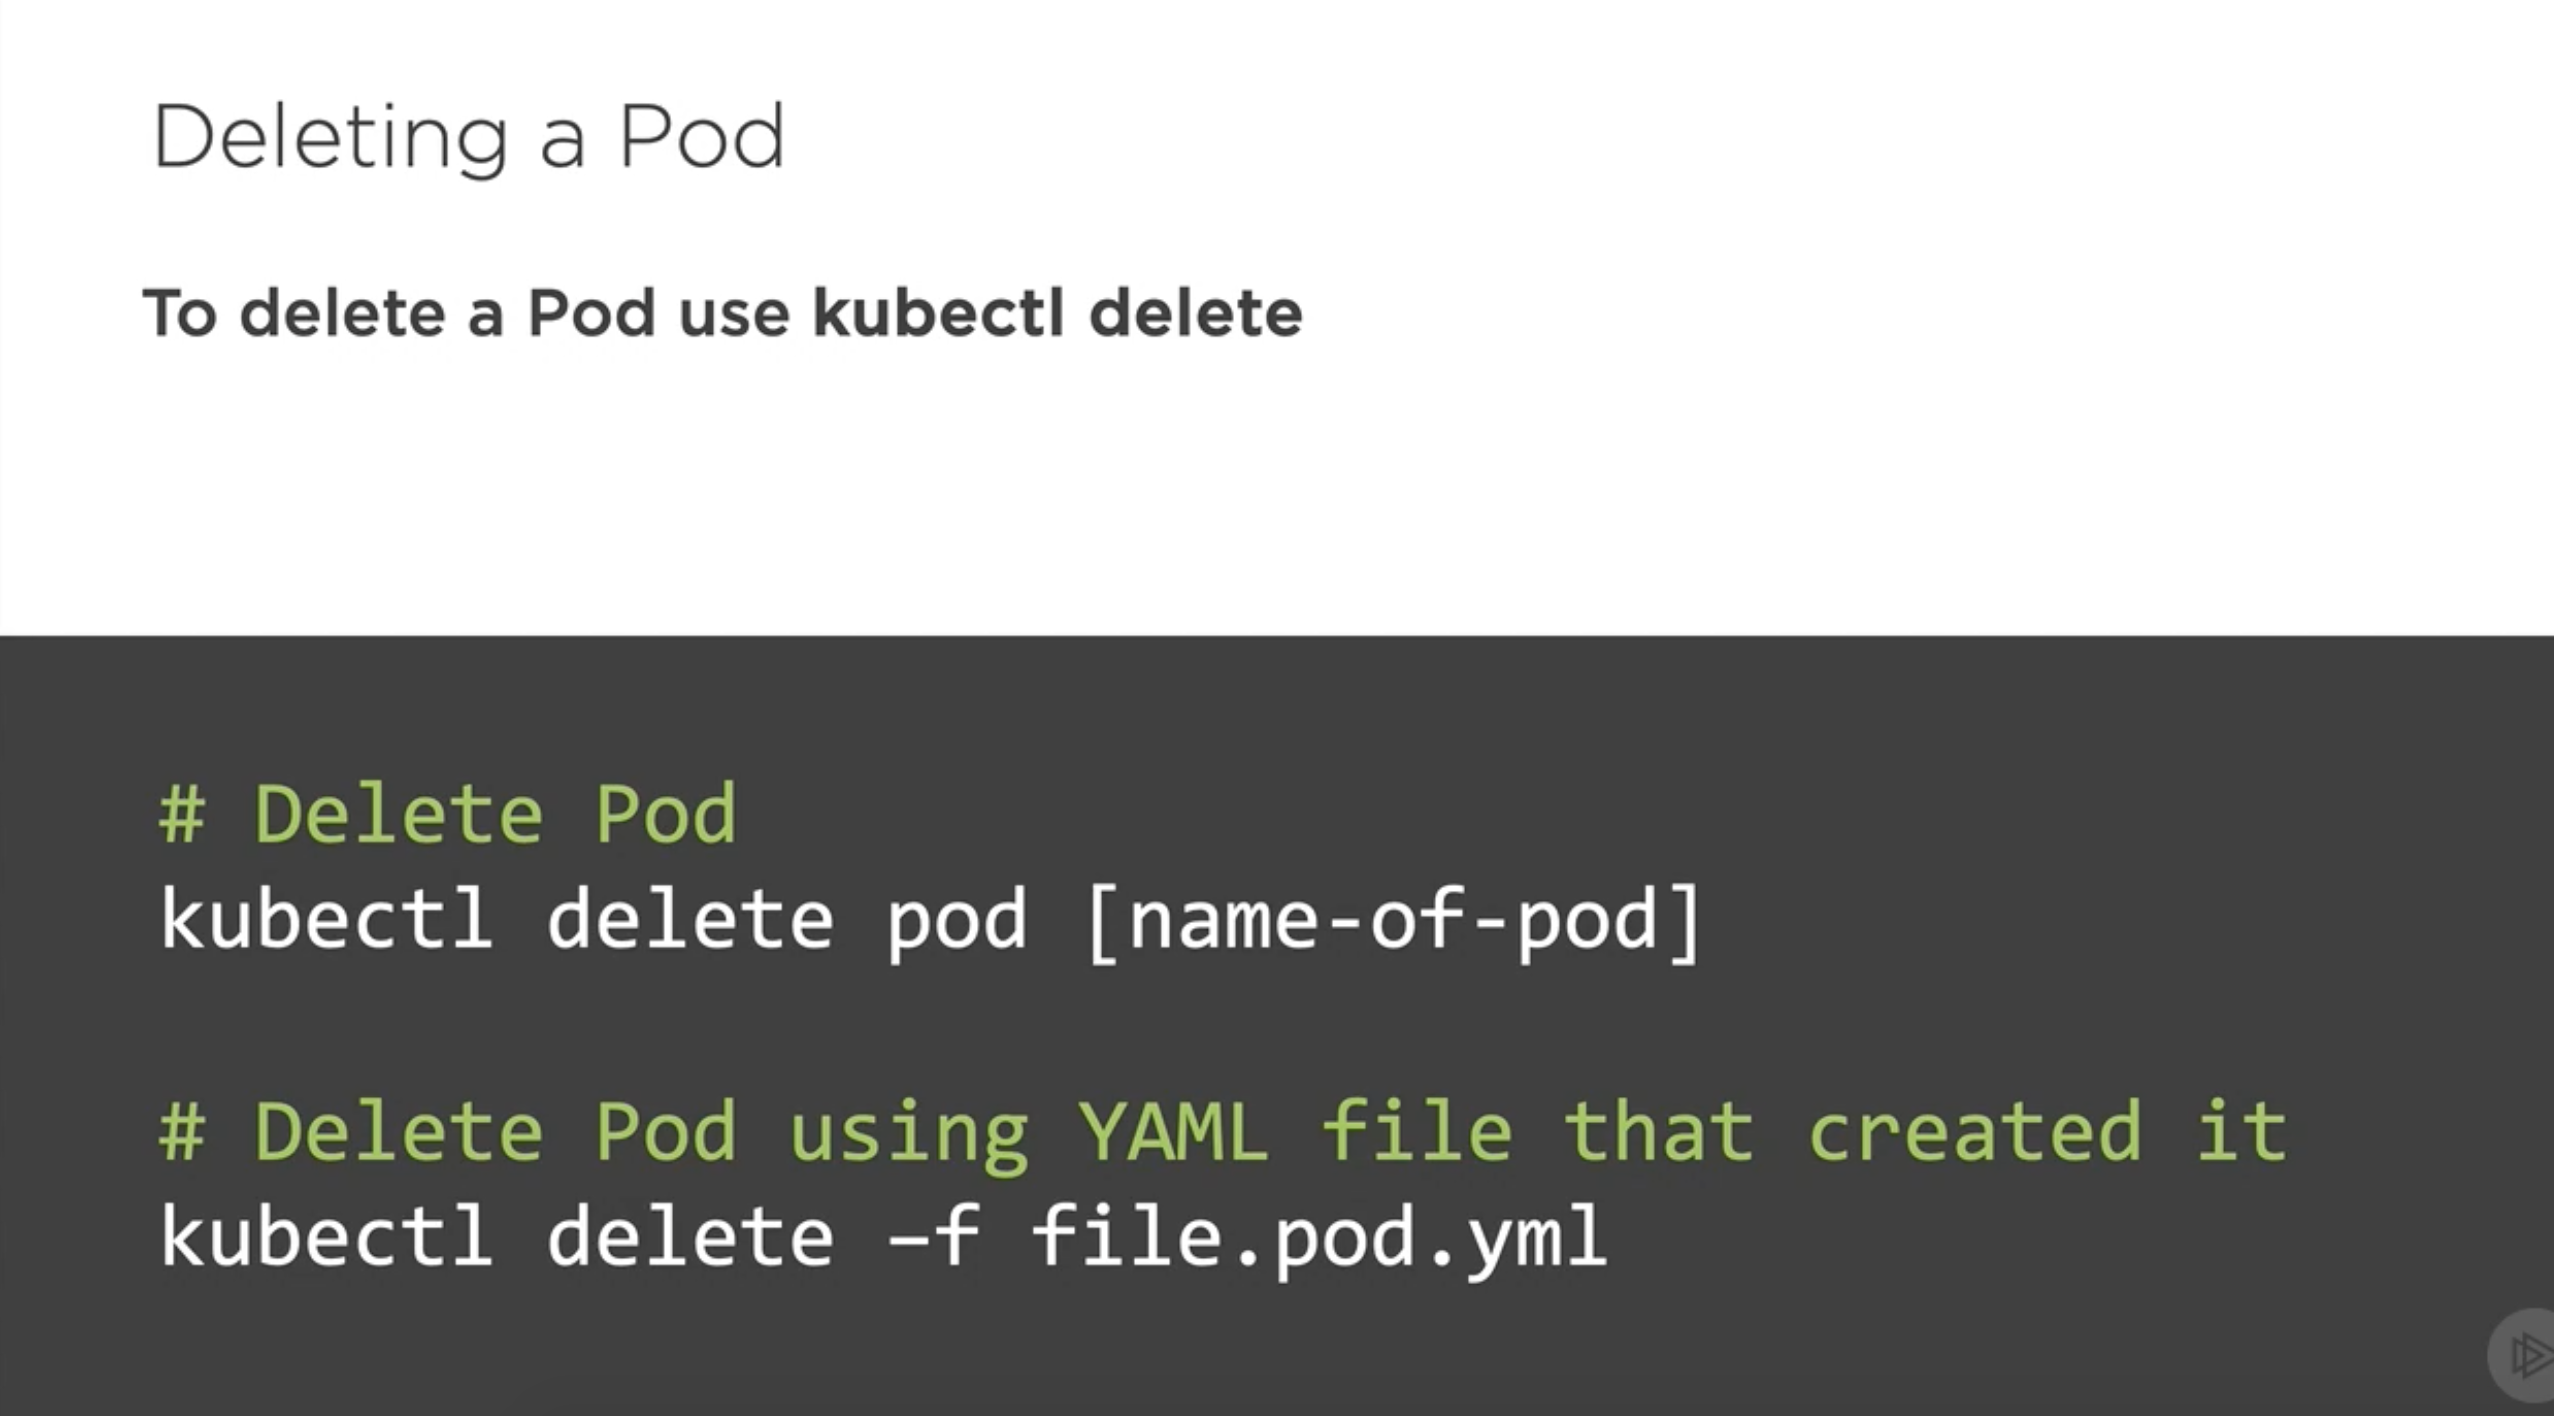 Deleting a Pod
To delete a Pod use kubectl delete
# Delete Pod
kubectl delete pod [name-of-pod]
# Delete Pod using YAML file that created it
kubectl delete –f file.pod.yml